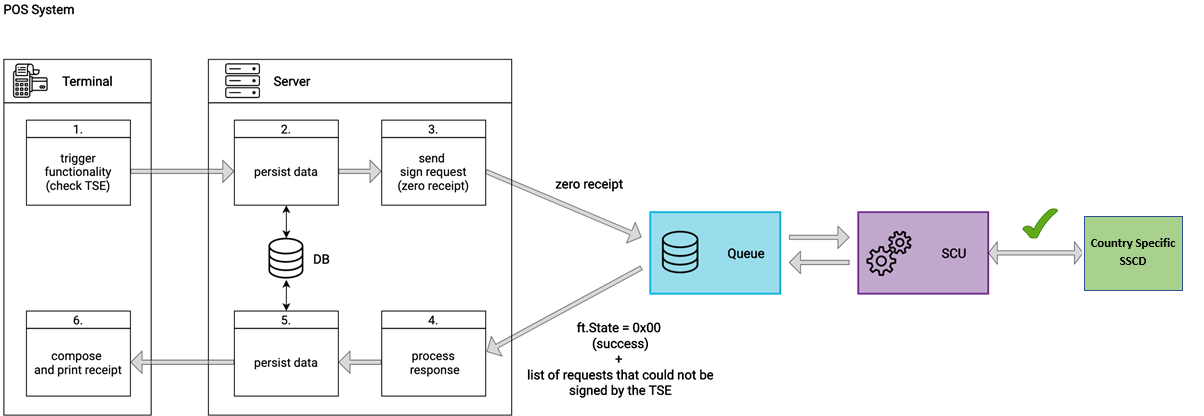 POS System
Terminal
Server
1.
trigger
functionality
(check TSE)
2.
persist data
3.
send
sign request
(zero receipt)
zero receipt
DB
Queue
SCU
Country Specific
SSCD
6.
compose
and print receipt
5.
persist data
4.
process
response
ft.State = 0x00
(success)
+
list of requests that could not be
signed by the TSE